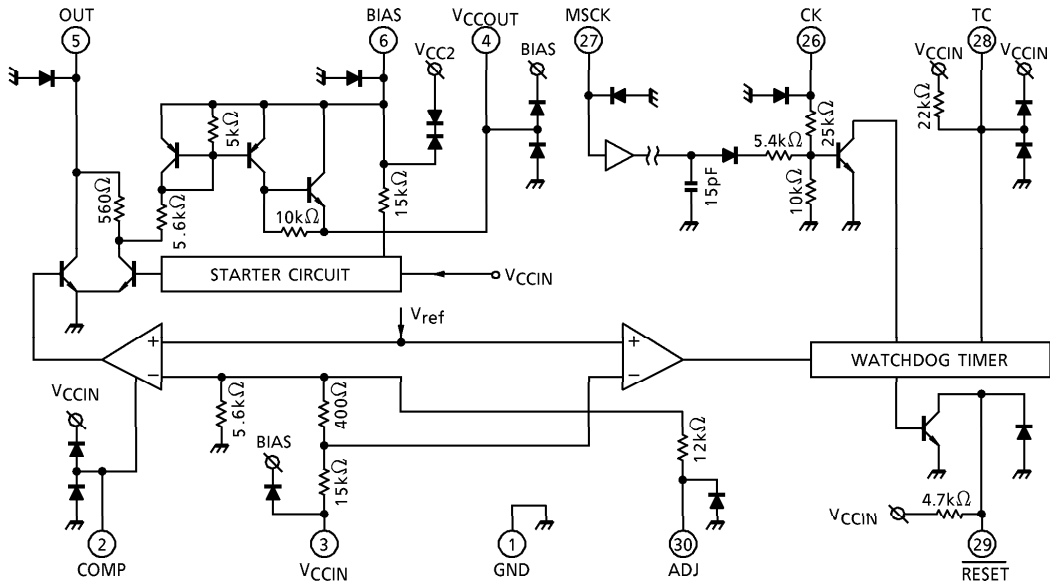 OUT
BIAS
VCCOUT
MSCK
CK
TC
5
6
4
27
26
28
VCC2
BIAS
VCCIN
VCCIN
5kΩ
25kΩ
22kΩ
5.4kΩ
560Ω
5.6kΩ
10kΩ
15kΩ
15pF
10kΩ
STARTER CIRCUIT
VCCIN
Vref
+
−
+
−
WATCHDOG TIMER
VCCIN
5.6kΩ
400Ω
BIAS
15kΩ
12kΩ
VCCIN
4.7kΩ
2
3
1
30
29
COMP
VCCIN
GND
ADJ
RESET